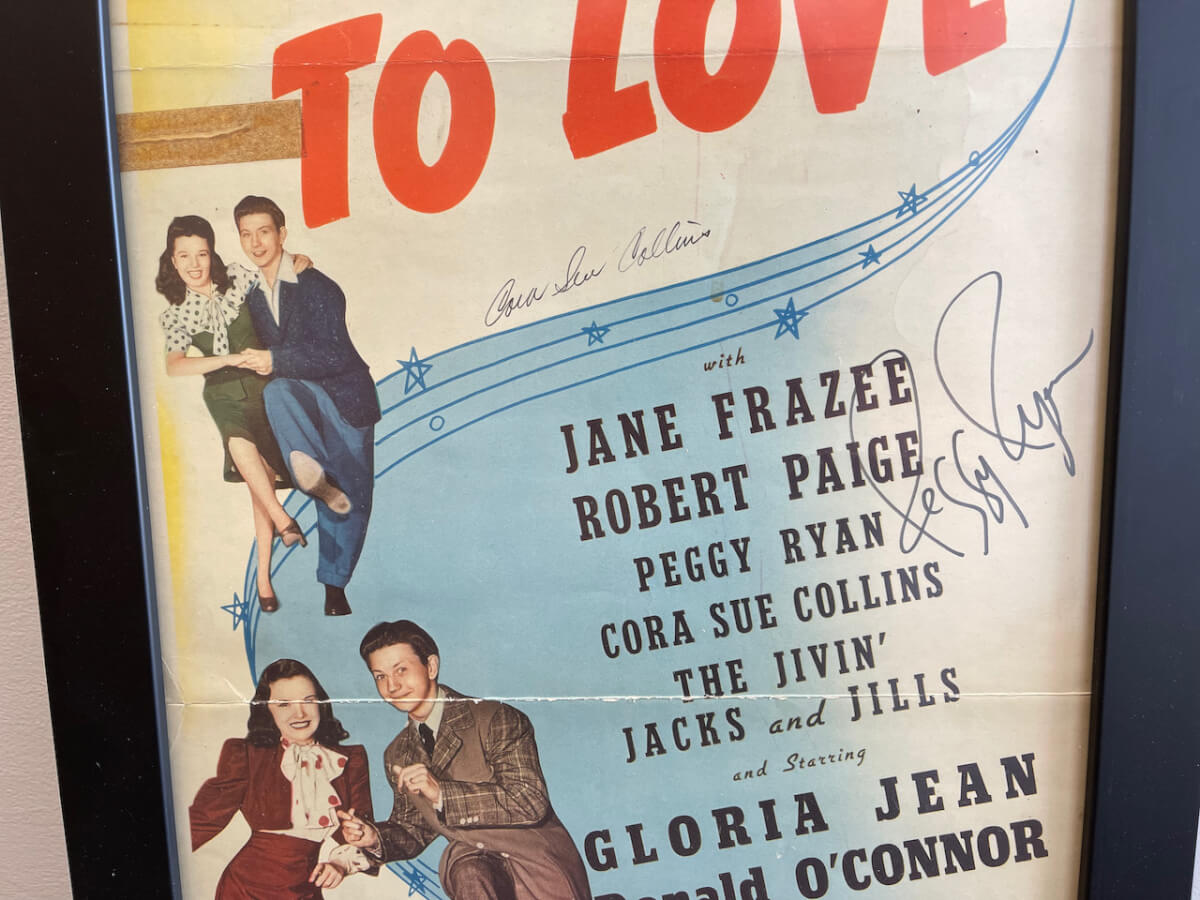 TO LOVE
Cora Sue Collins
with
JANE FRAZEE
ROBERT PAIGE
Peggy Ryan
PEGGY RYAN
CORA SUE COLLINS
THE JIVIN'
JACKS and JILLS
and Starring
GLORIA JEAN
Donald O'CONNOR